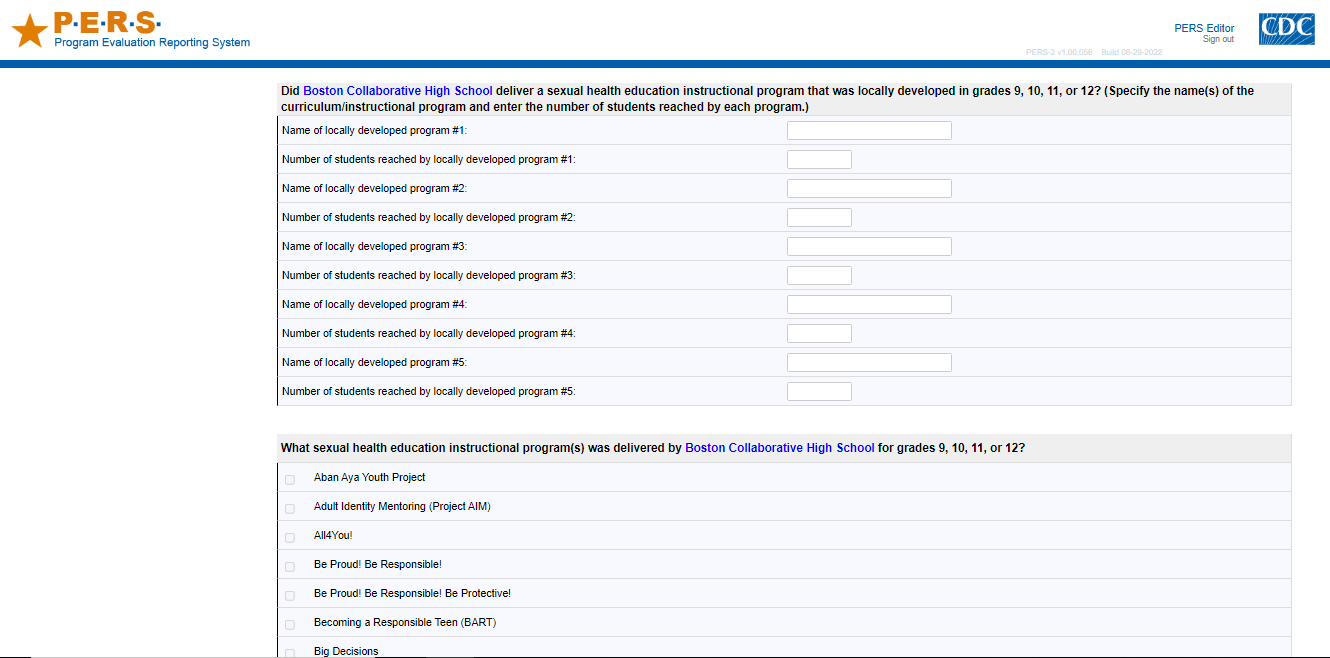 P·E·R·S·
Program Evaluation Reporting System
PERS Editor
Sign out
CDC
PERS-2 v1.00.058 Build 08-29-2022
Did Boston Collaborative High School deliver a sexual health education instructional program that was locally developed in grades 9, 10, 11, or 12? (Specify the name(s) of the
curriculum/instructional program and enter the number of students reached by each program.)
Name of locally developed program #1:
Number of students reached by locally developed program #1:
Name of locally developed program #2:
Number of students reached by locally developed program #2:
Name of locally developed program #3:
Number of students reached by locally developed program #3:
Name of locally developed program #4:
Number of students reached by locally developed program #4:
Name of locally developed program #5:
Number of students reached by locally developed program #5:
What sexual health education instructional program(s) was delivered by Boston Collaborative High School for grades 9, 10, 11, or 12?
Aban Aya Youth Project
Adult Identity Mentoring (Project AIM)
All4You!
Be Proud! Be Responsible!
Be Proud! Be Responsible! Be Protective!
Becoming a Responsible Teen (BART)
Big Decisions